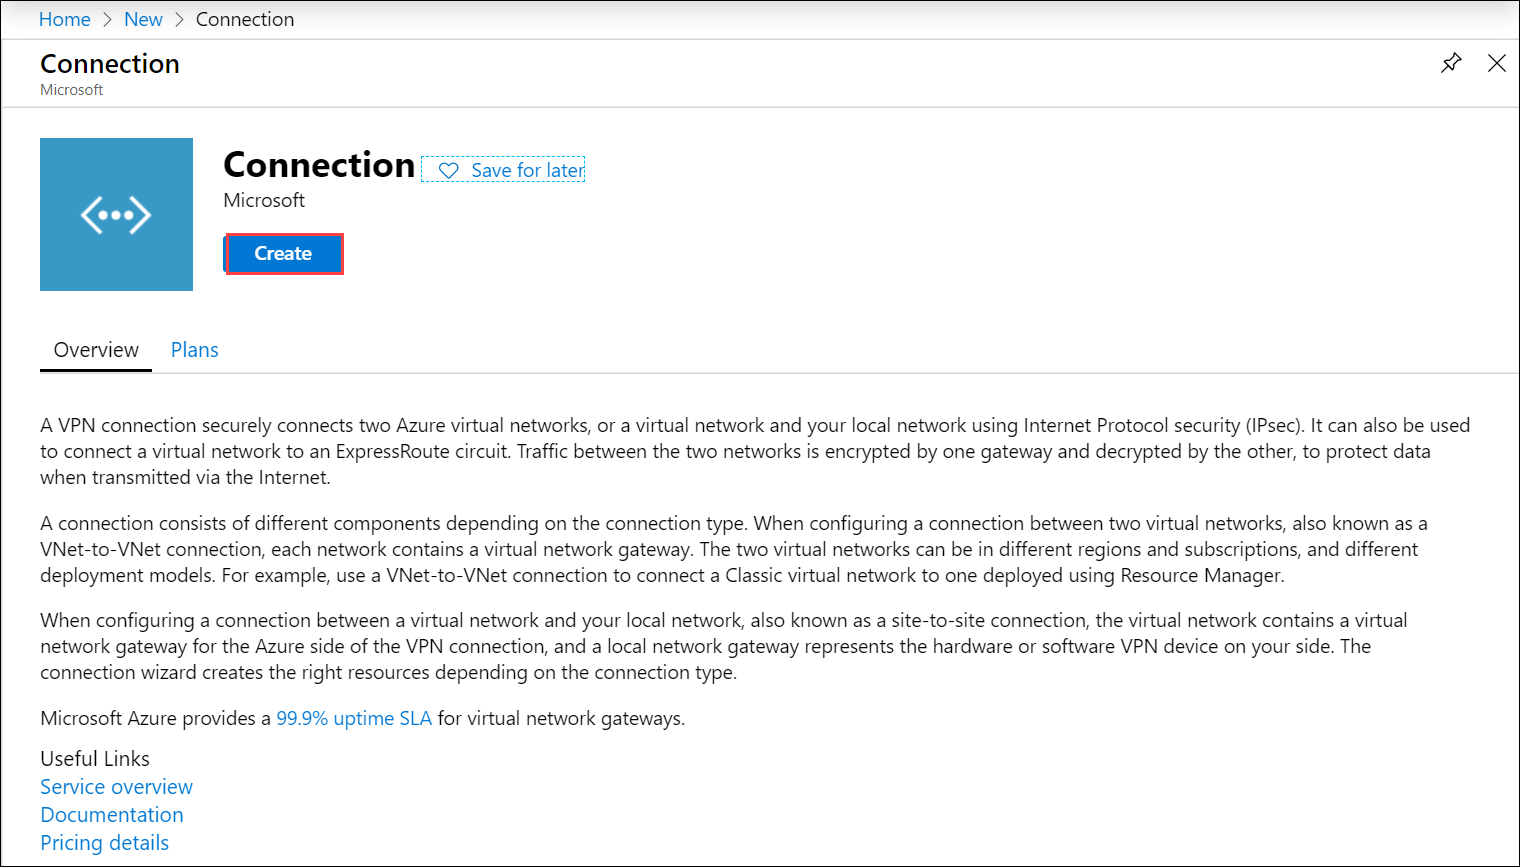 Home > New > Connection
Connection
Microsoft
Connection Save for later
Microsoft
Create
Overview Plans
A VPN connection securely connects two Azure virtual networks, or a virtual network and your local network using Internet Protocol security (IPsec). It can also be used
to connect a virtual network to an ExpressRoute circuit. Traffic between the two networks is encrypted by one gateway and decrypted by the other, to protect data
when transmitted via the Internet.
A connection consists of different components depending on the connection type. When configuring a connection between two virtual networks, also known as a
VNet-to-VNet connection, each network contains a virtual network gateway. The two virtual networks can be in different regions and subscriptions, and different
deployment models. For example, use a VNet-to-VNet connection to connect a Classic virtual network to one deployed using Resource Manager.
When configuring a connection between a virtual network and your local network, also known as a site-to-site connection, the virtual network contains a virtual
network gateway for the Azure side of the VPN connection, and a local network gateway represents the hardware or software VPN device on your side. The
connection wizard creates the right resources depending on the connection type.
Microsoft Azure provides a 99.9% uptime SLA for virtual network gateways.
Useful Links
Service overview
Documentation
Pricing details